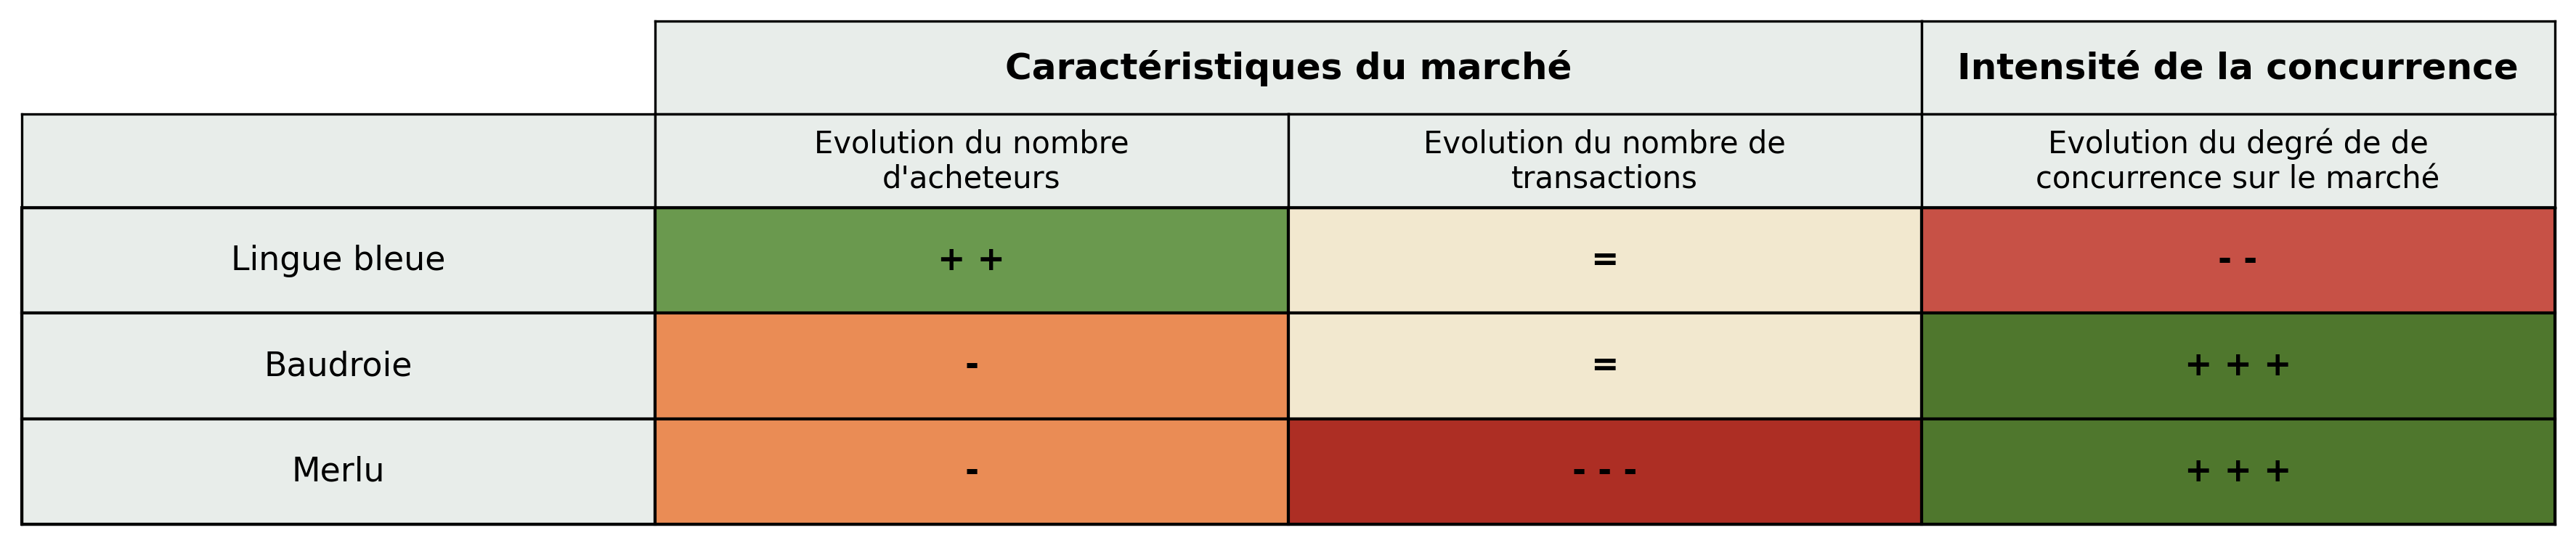 Caractéristiques du marché
Intensité de la concurrence
Evolution du nombre
d'acheteurs
Evolution du nombre de
transactions
Evolution du degré de de
concurrence sur le marché
Lingue bleue
+ +
=
- -
Baudroie
-
=
+ + +
Merlu
-
- - -
+ + +